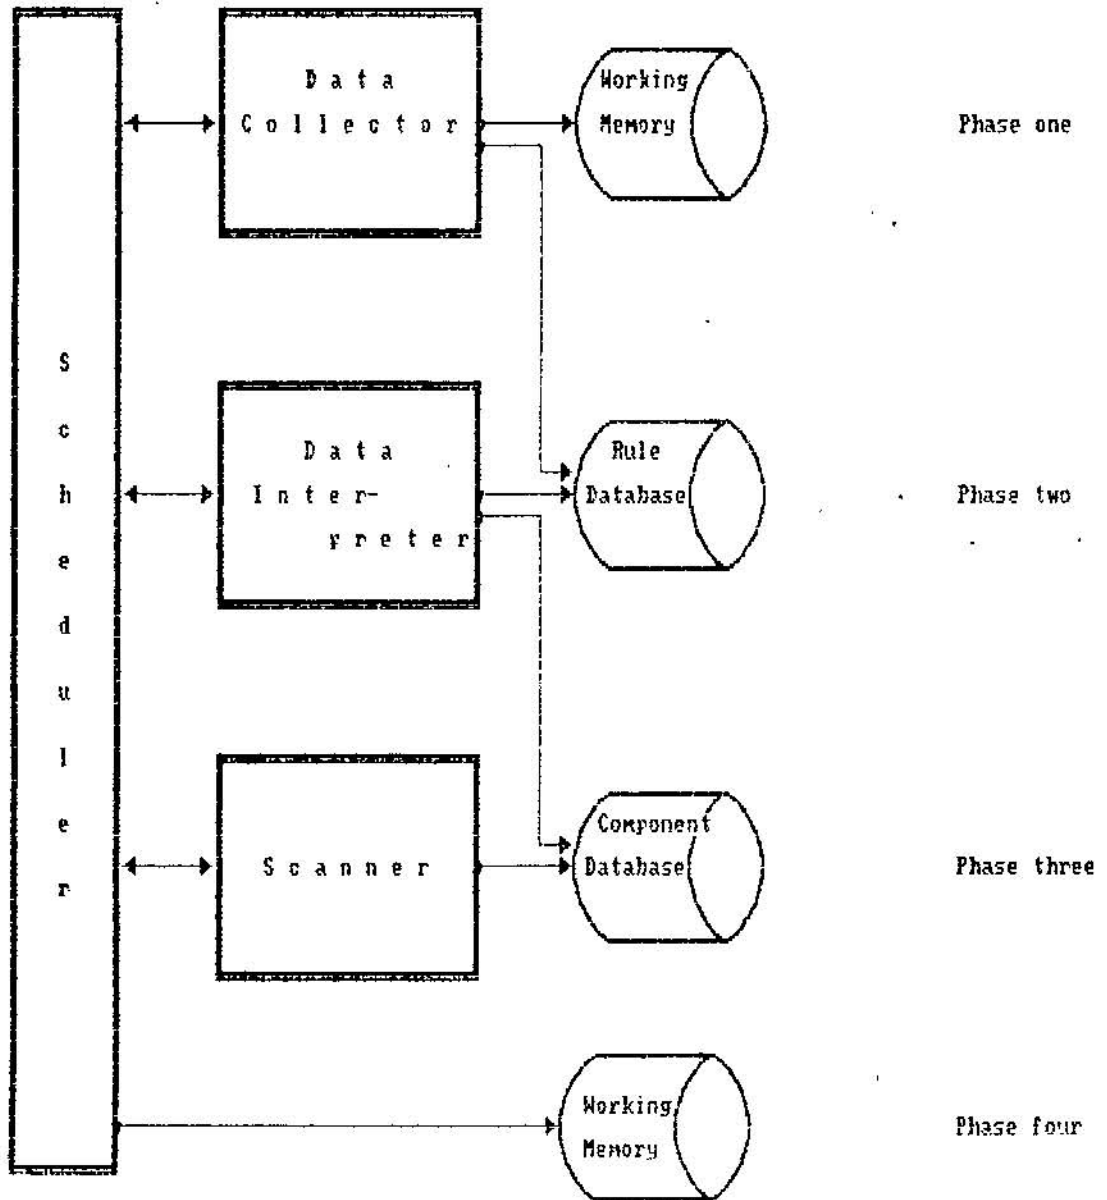 Data
Collector
Working
Memory
Phase one
Scheduler
Data
Inter-
preter
Rule
Database
Phase two
Scanner
Component
Database
Phase three
Working
Memory
Phase four